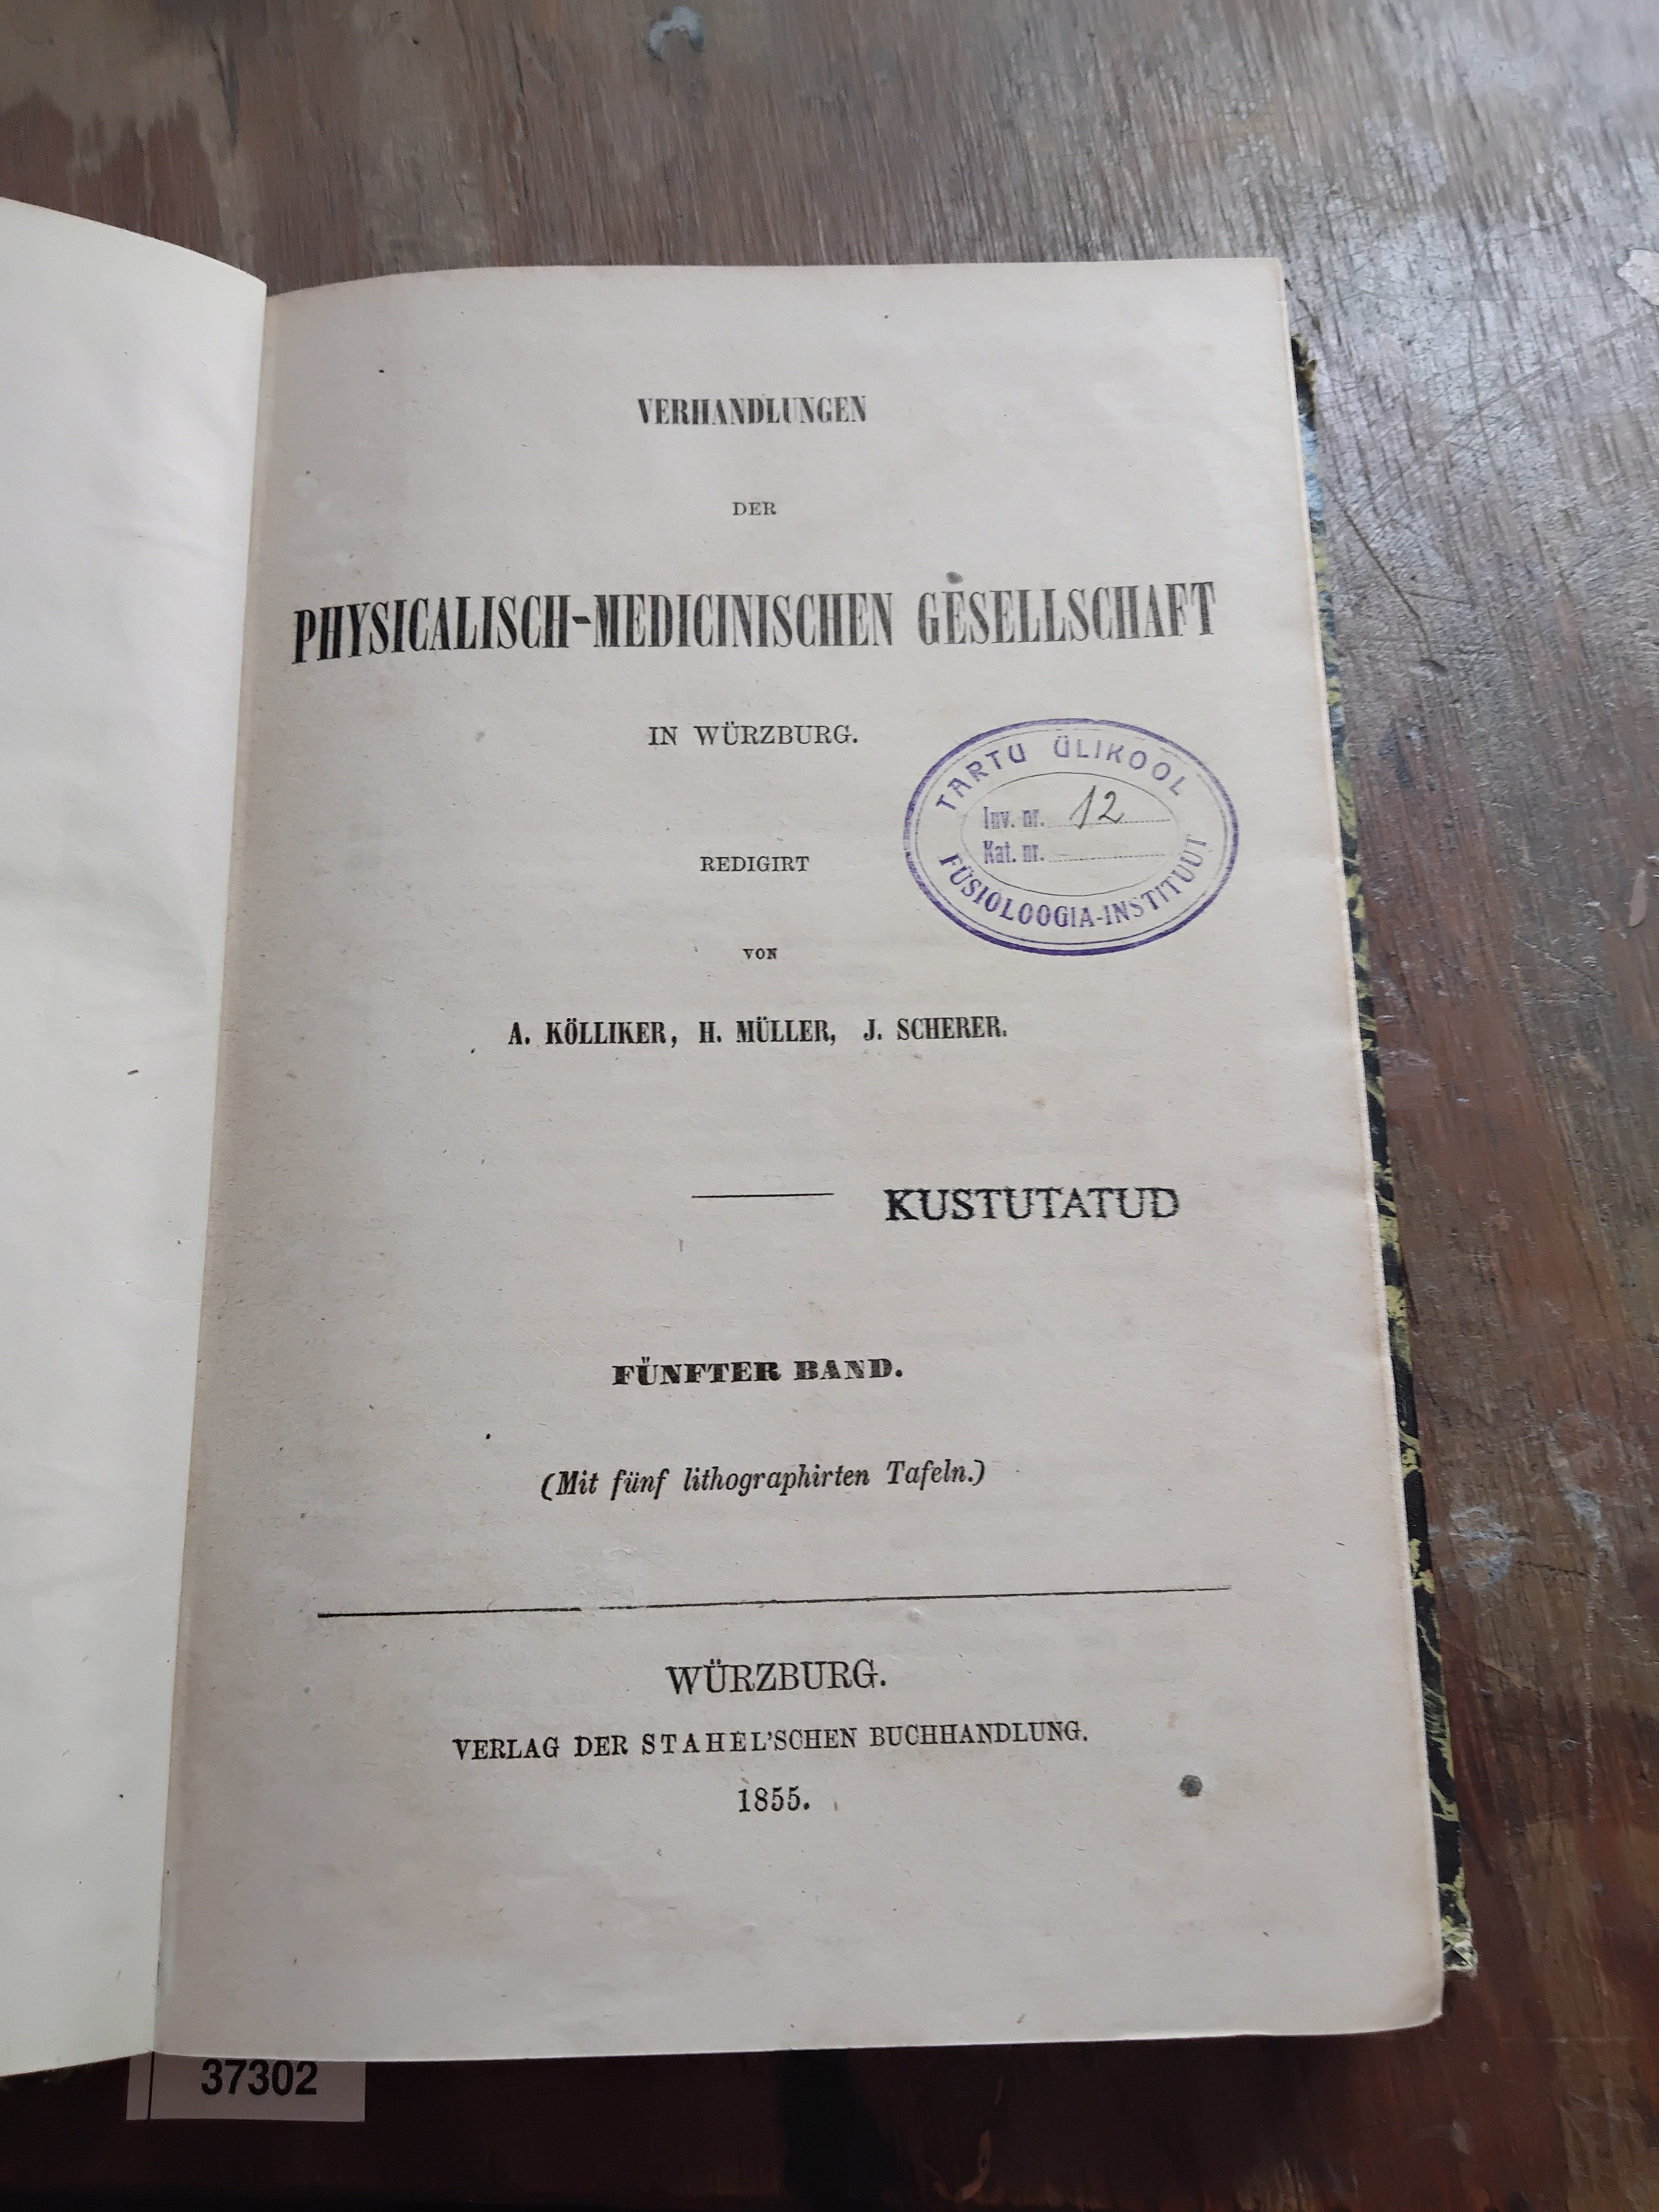 VERHANDLUNGEN
DER
PHYSICALISCH-MEDICINISCHEN GESELLSCHAFT
IN WÜRZBURG.
TARTU ÜLIKOOL
Inv. nr. 12
Kat. nr.
FÜSIOLOOGIA-INSTITUUT
REDIGIRT
VON
A. KÖLLIKER, H. MÜLLER, J. SCHERER.
KUSTUTATUD
FÜNFTER BAND.
(Mit fünf lithographirten Tafeln.)
WÜRZBURG.
VERLAG DER STAHEL'SCHEN BUCHHANDLUNG.
1855.
37302